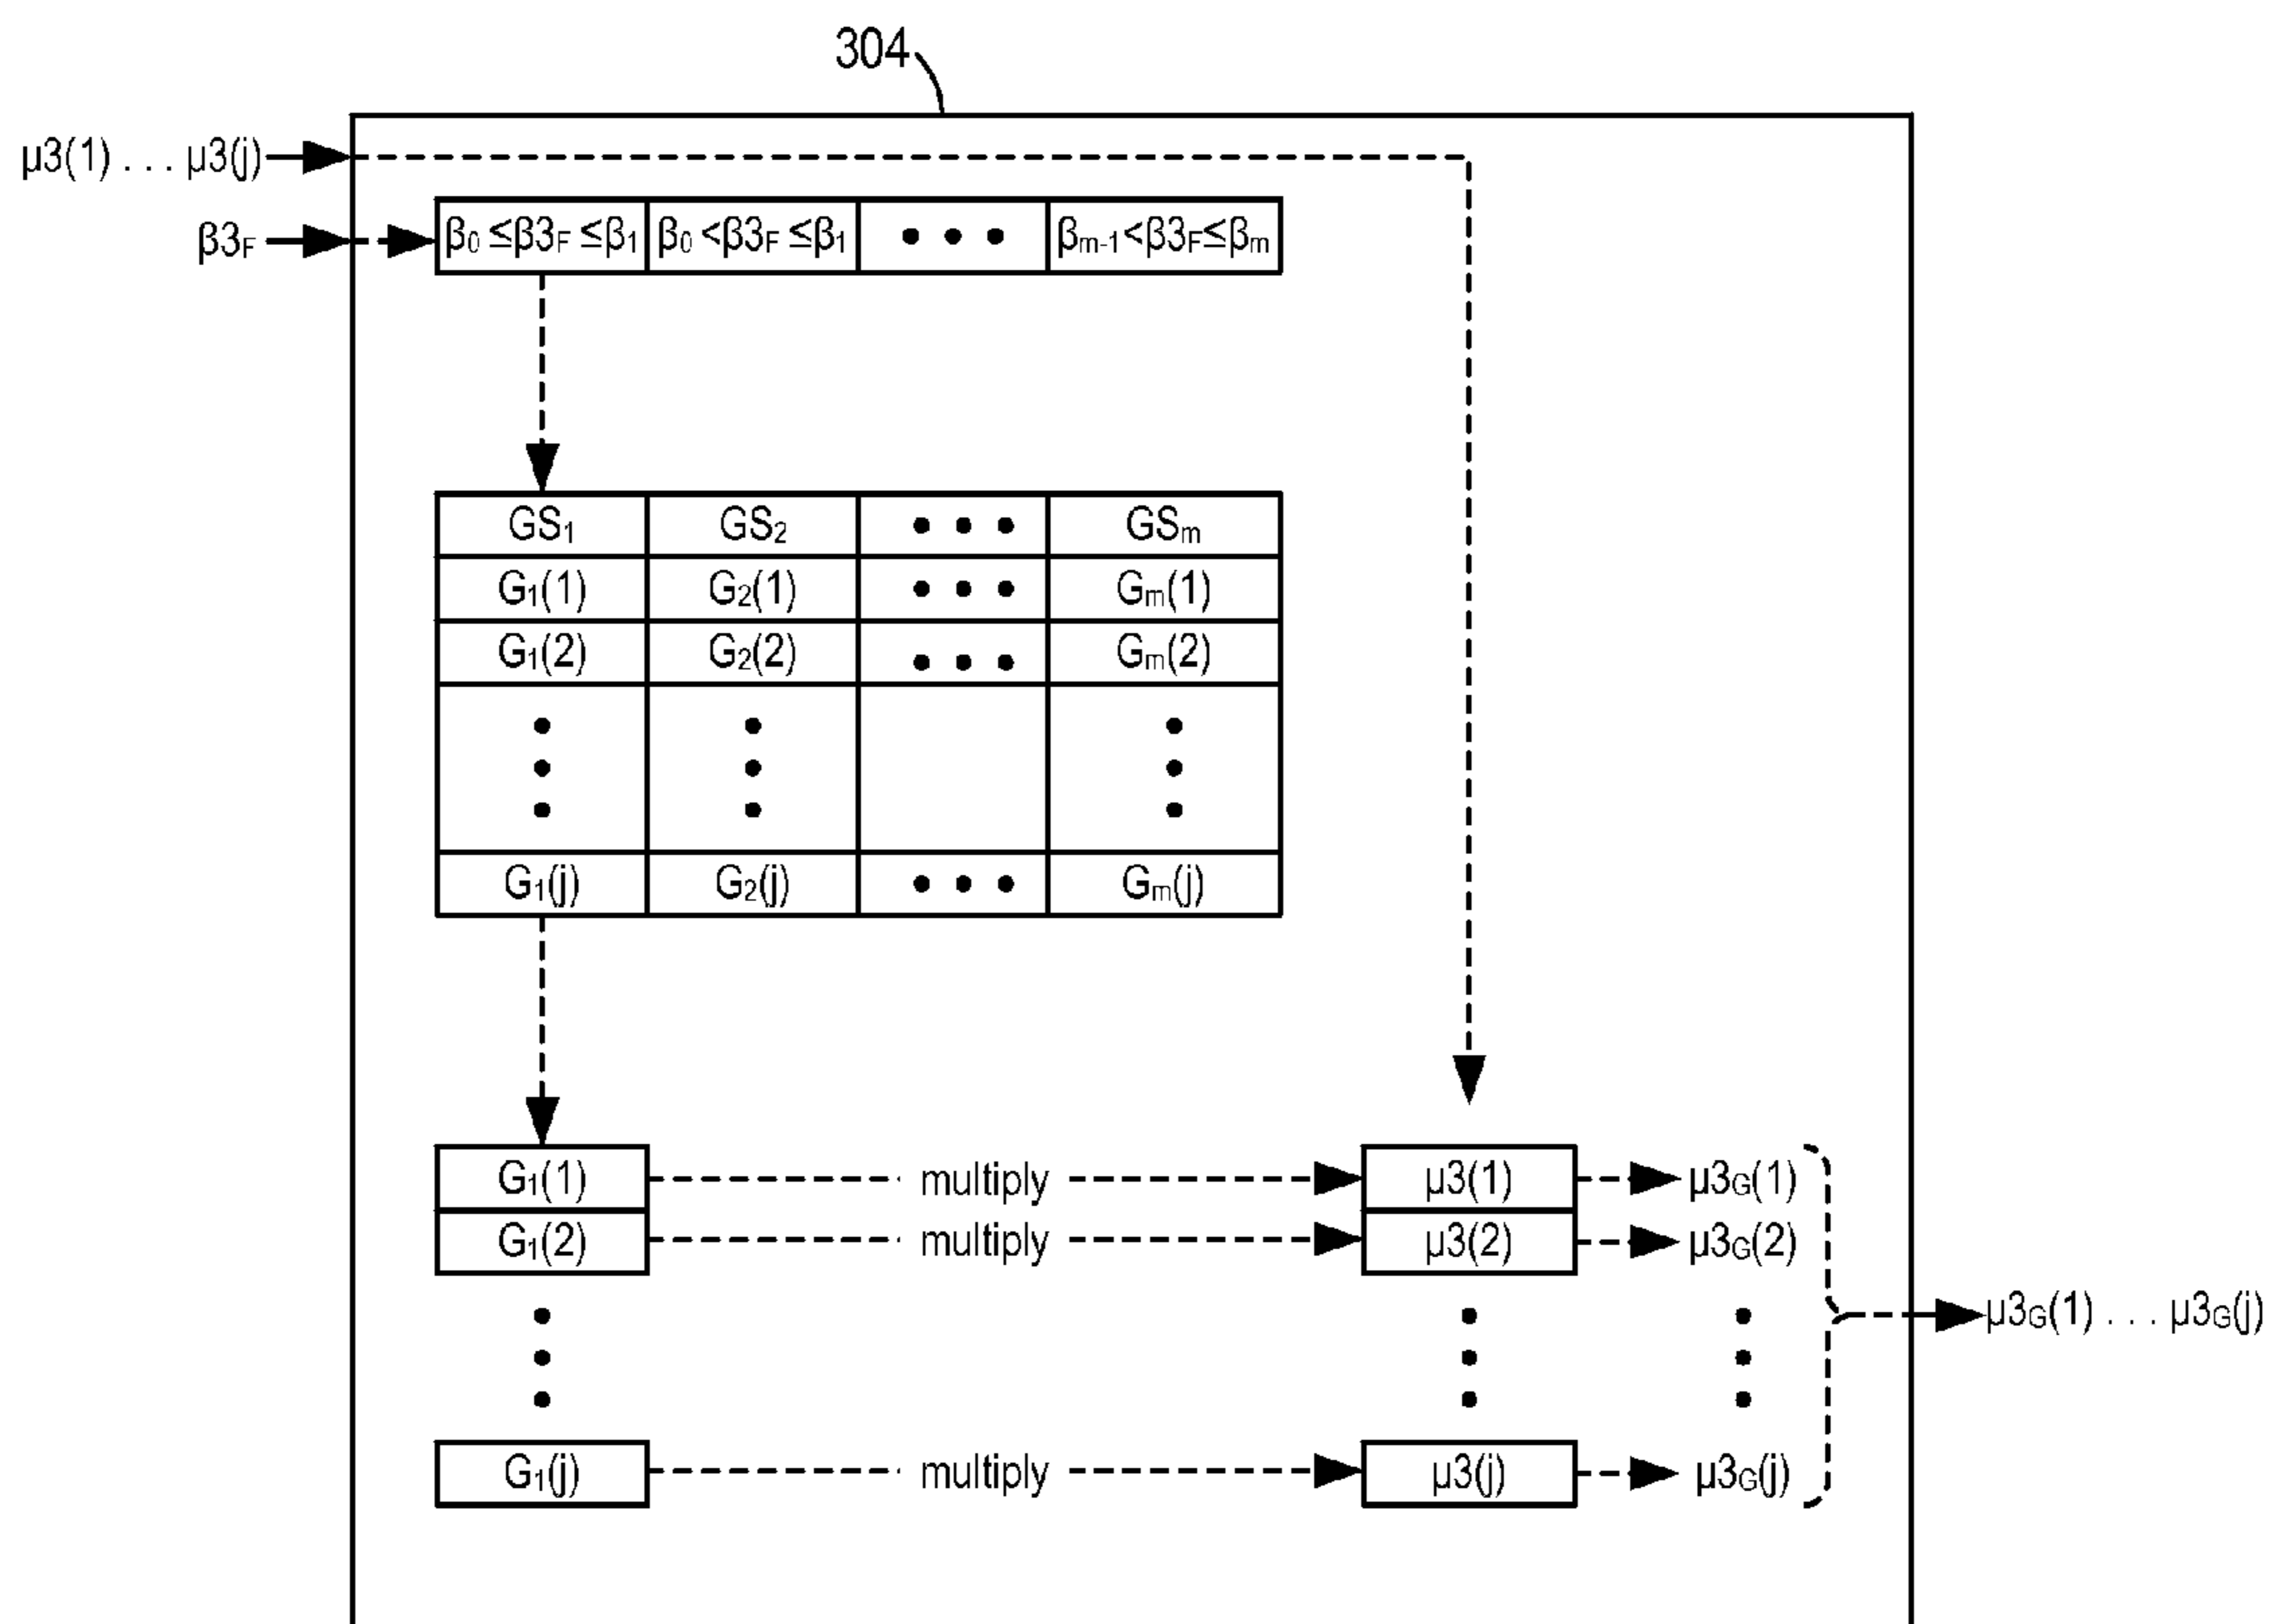 304
µ3(1) . . . µ3(j)
β3F β0 ≤β3F ≤β1 β0 <β3F ≤β1 • • • βm-1<β3F≤βm
GS1 GS2 • • • GSm
G1(1) G2(1) • • • Gm(1)
G1(2) G2(2) • • • Gm(2)
G1(j) G2(j) • • • Gm(j)
G1(1) multiply µ3(1) µ3G(1)
G1(2) multiply µ3(2) µ3G(2)
µ3G(1) . . . µ3G(j)
G1(j) multiply µ3(j) µ3G(j)